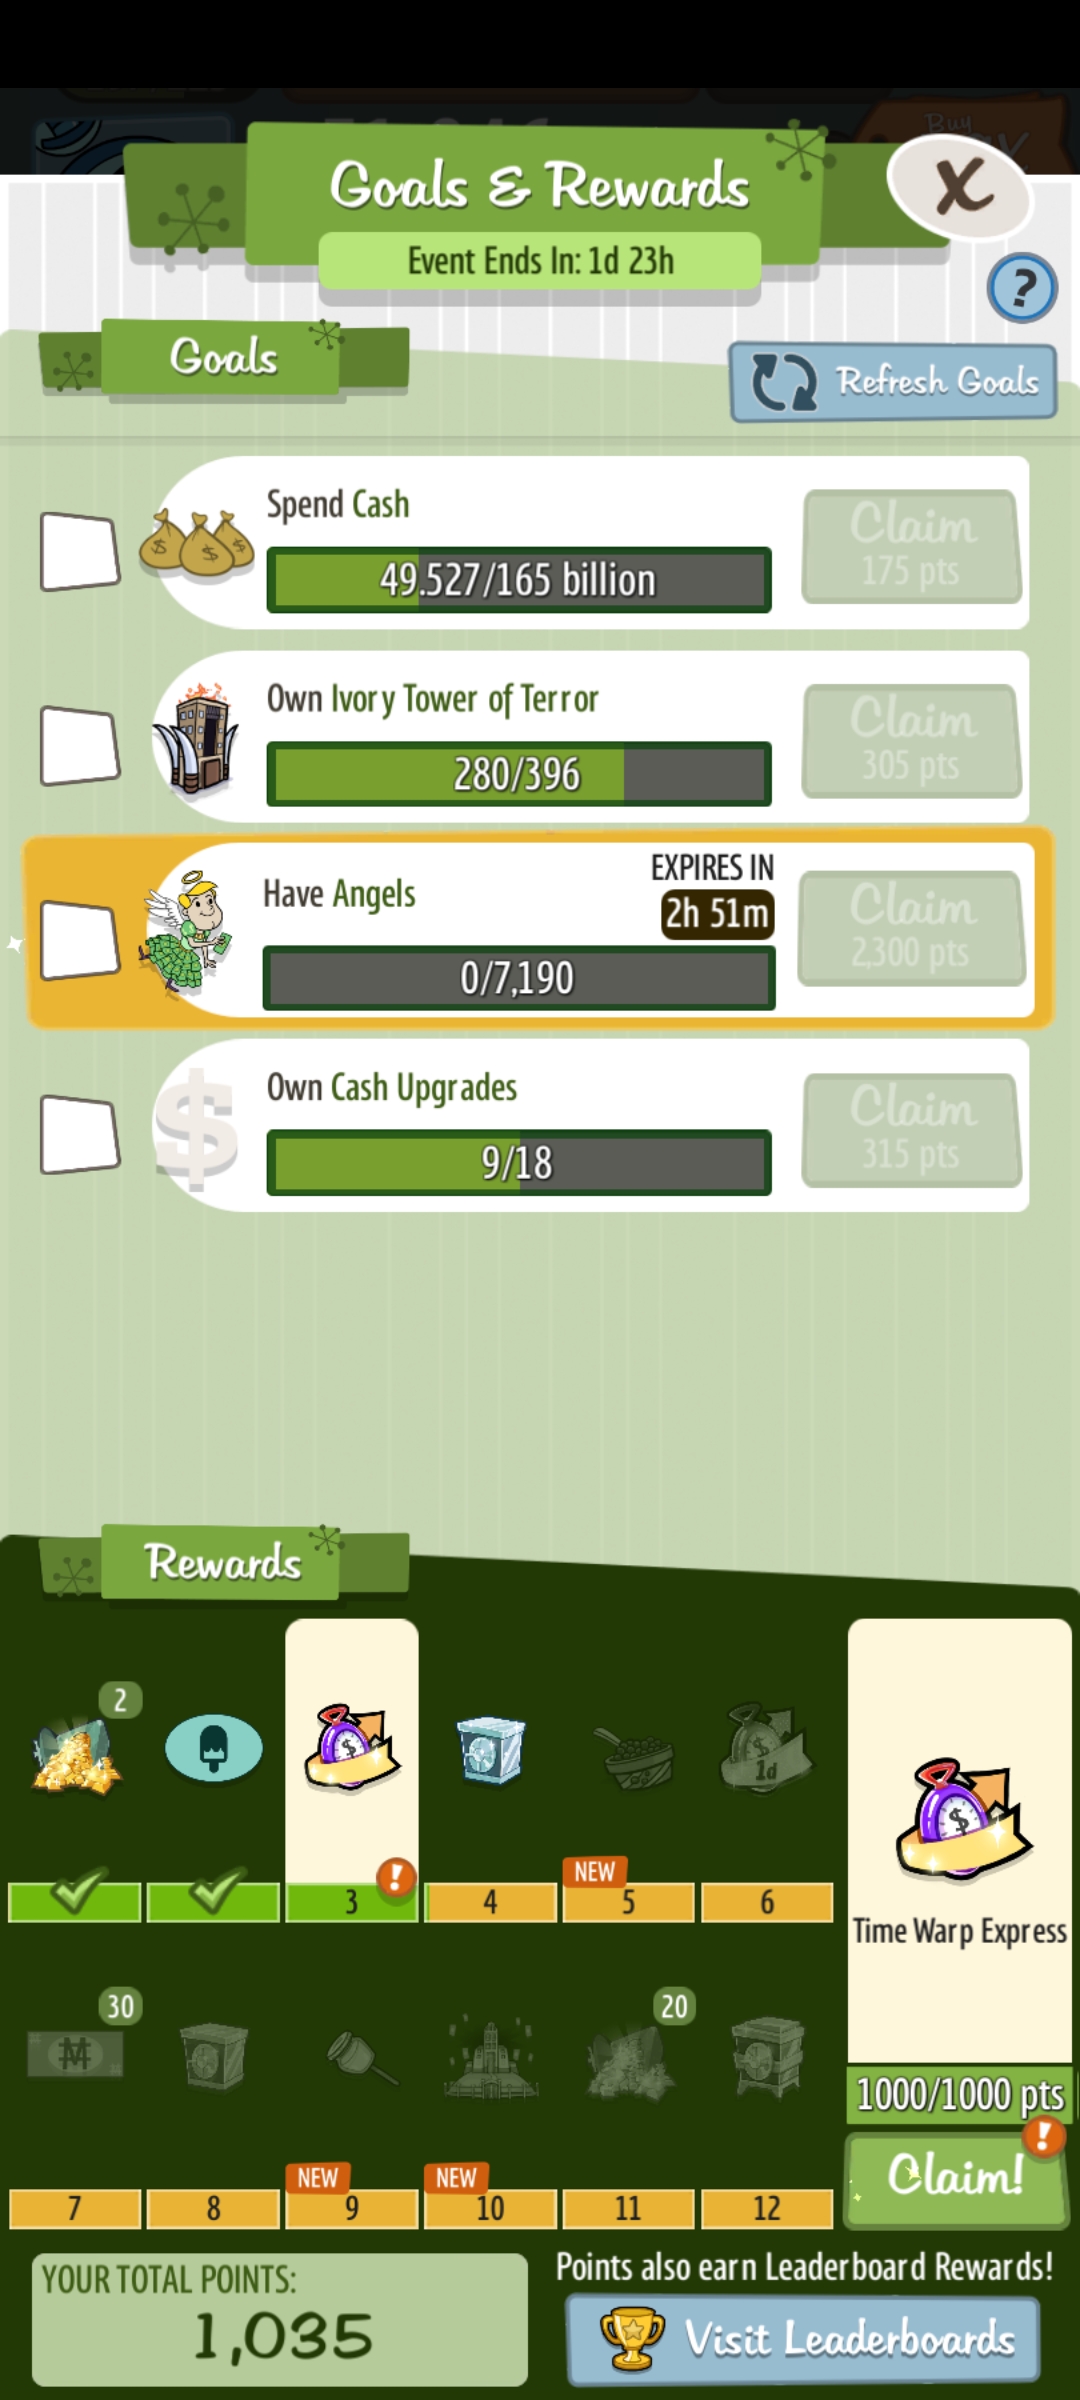 Buy
Goals & Rewards
X
Event Ends In: 1d 23h
?
Goals
Refresh Goals
Spend Cash
49.527/165 billion
Claim
175 pts
Own Ivory Tower of Terror
280/396
Claim
305 pts
Have Angels
EXPIRES IN
2h 51m
0/7,190
Claim
2,300 pts
Own Cash Upgrades
9/18
Claim
315 pts
Rewards
2
1d
3
!
4
NEW
5
6
Time Warp Express
30
20
1000/1000 pts
!
Claim!
7
8
NEW
9
NEW
10
11
12
YOUR TOTAL POINTS:
1,035
Points also earn Leaderboard Rewards!
Visit Leaderboards